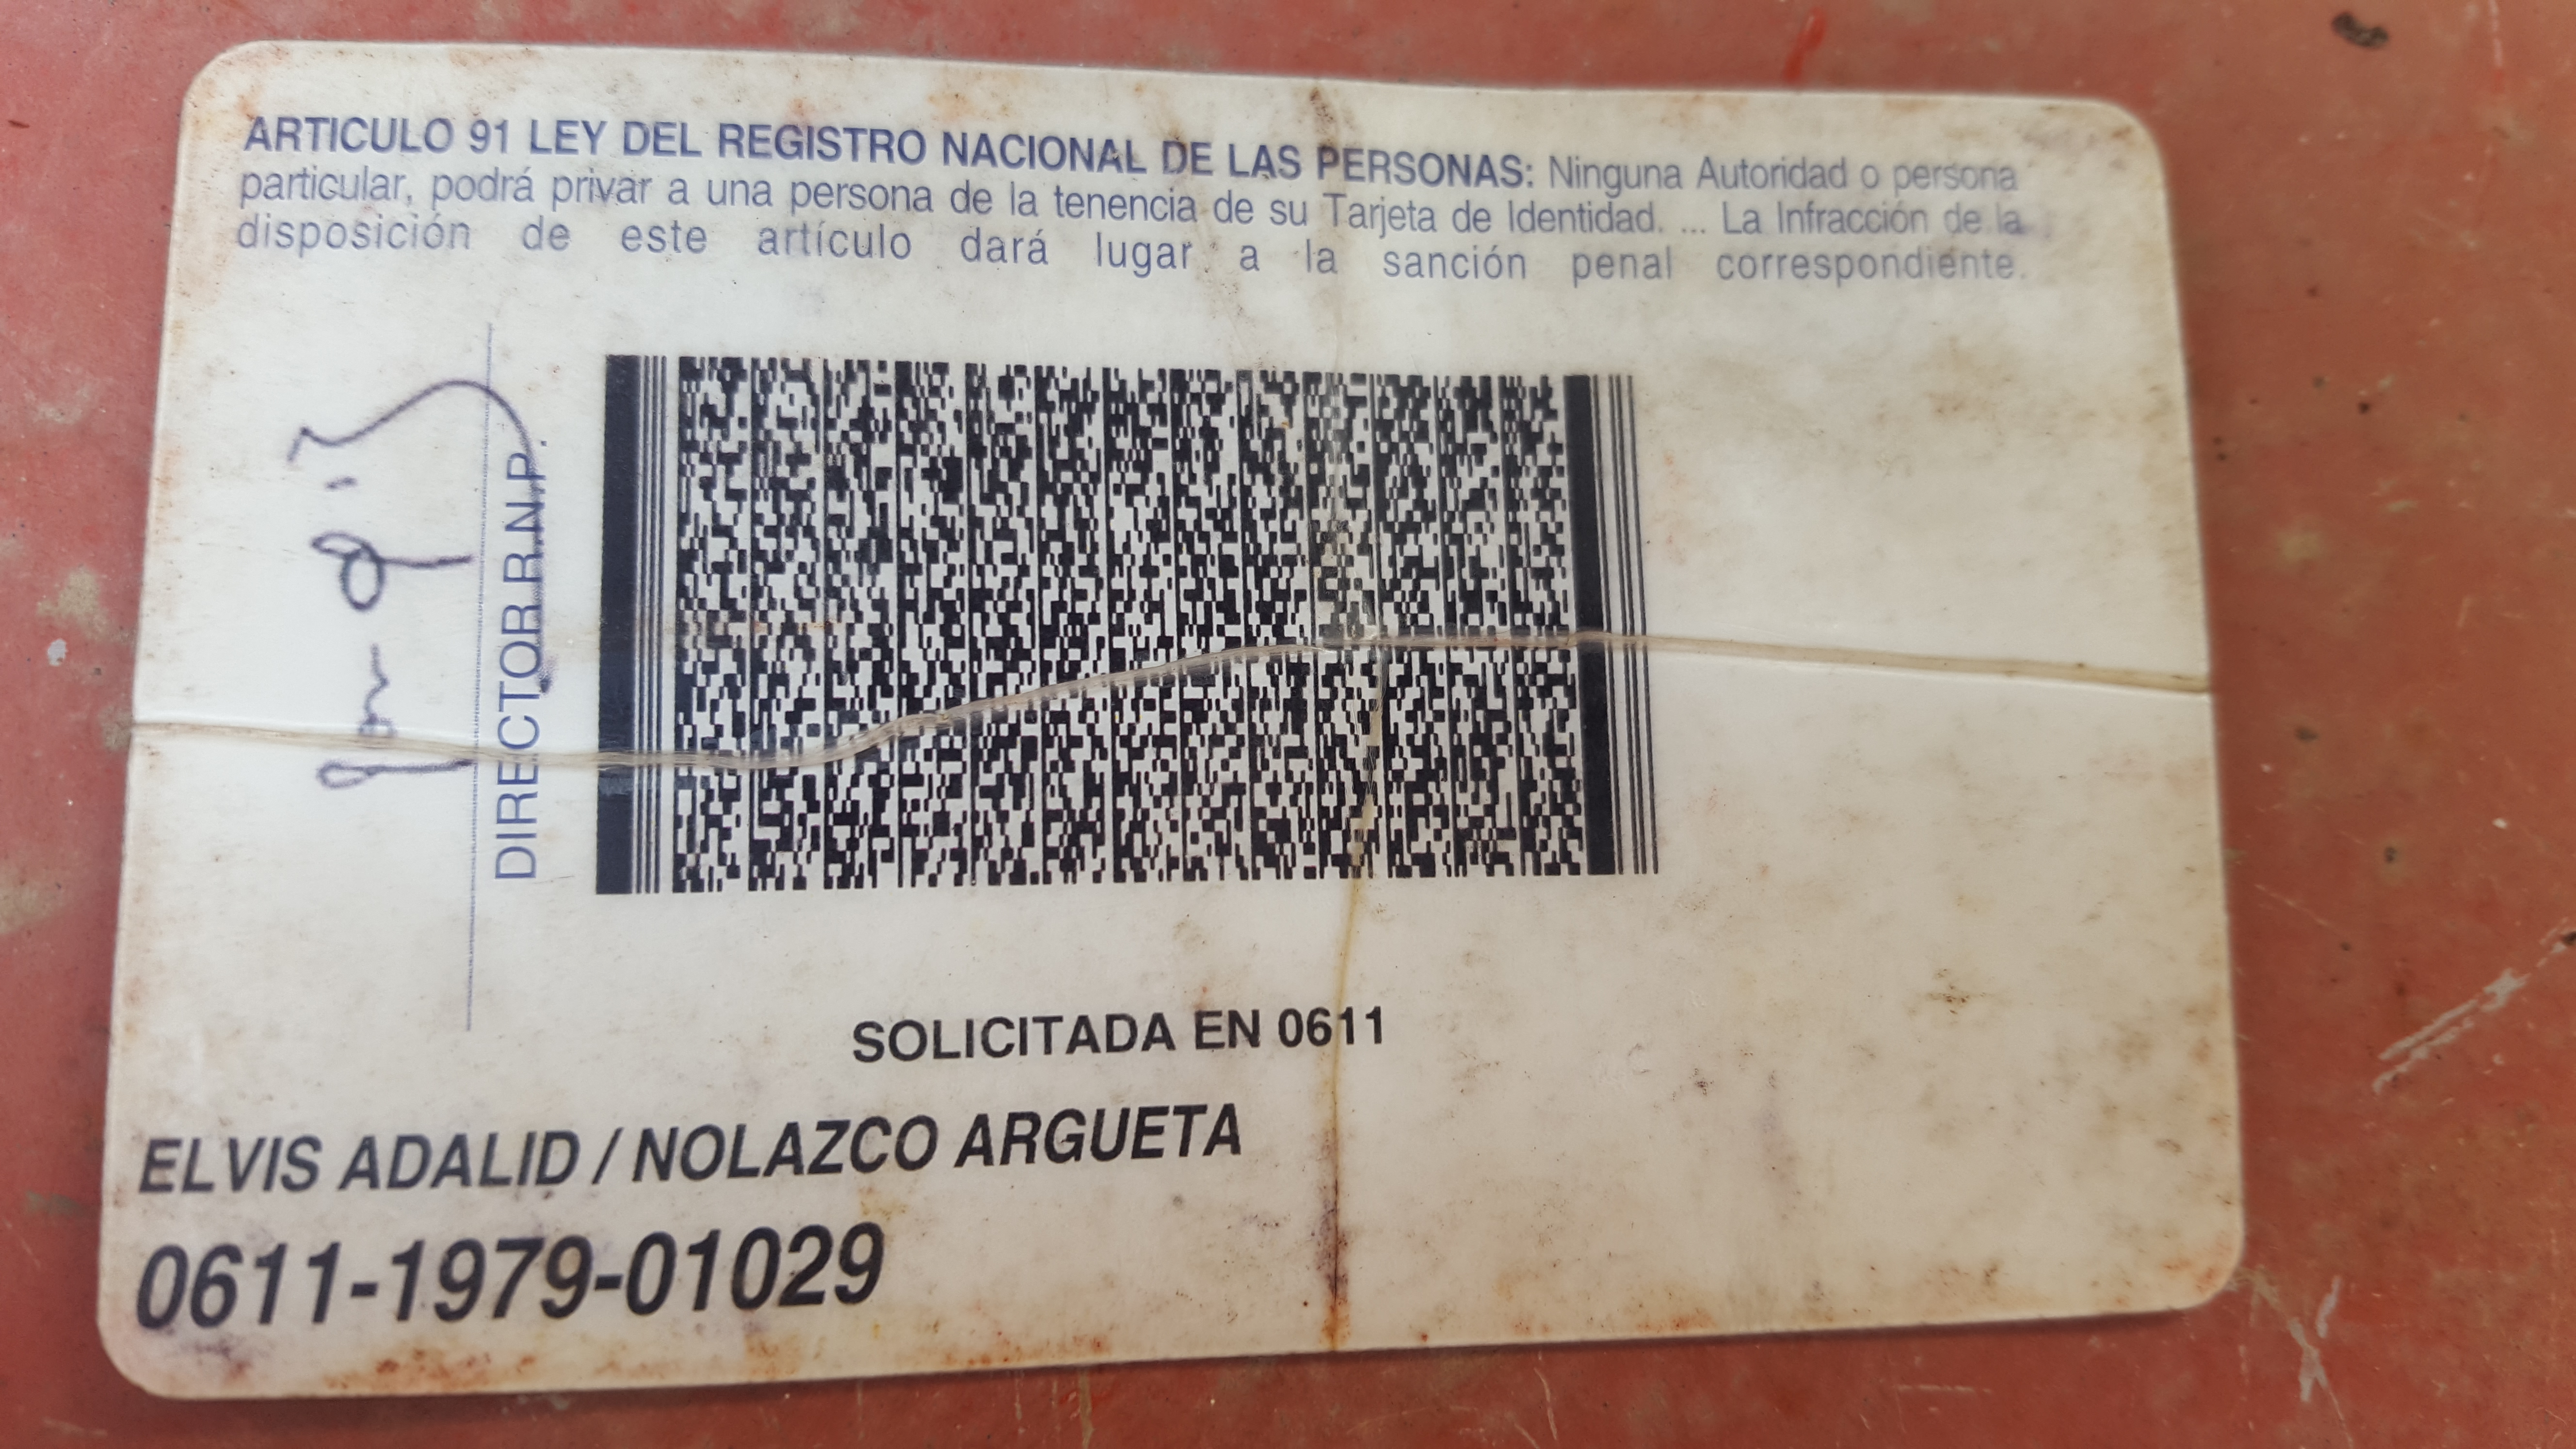 ARTICULO 91 LEY DEL REGISTRO NACIONAL DE LAS PERSONAS: Ninguna Autoridad o persona
particular, podrá privar a una persona de la tenencia de su Tarjeta de Identidad. ... La Infracción de la
disposición de este artículo dará lugar a la sanción penal correspondiente.
DIRECTOR R.N.P.
SOLICITADA EN 0611
ELVIS ADALID / NOLAZCO ARGUETA
0611-1979-01029